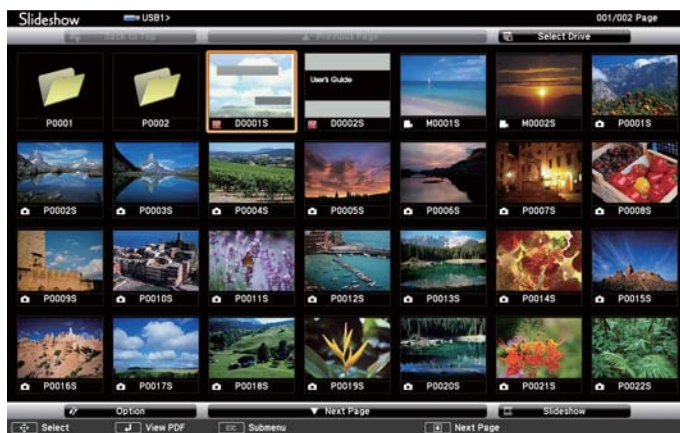 Slideshow USB1> 001/002 Page
Back to Top ▲ Previous Page Select Drive
User's Guide
P0001 P0002 D0001S D0002S M0001S M0002S P0001S
P0002S P0003S P0004S P0005S P0006S P0007S P0008S
P0009S P0010S P0011S P0012S P0013S P0014S P0015S
P0016S P0017S P0018S P0019S P0020S P0021S P0022S
Option ▼ Next Page Slideshow
Select View PDF ESC Submenu Next Page